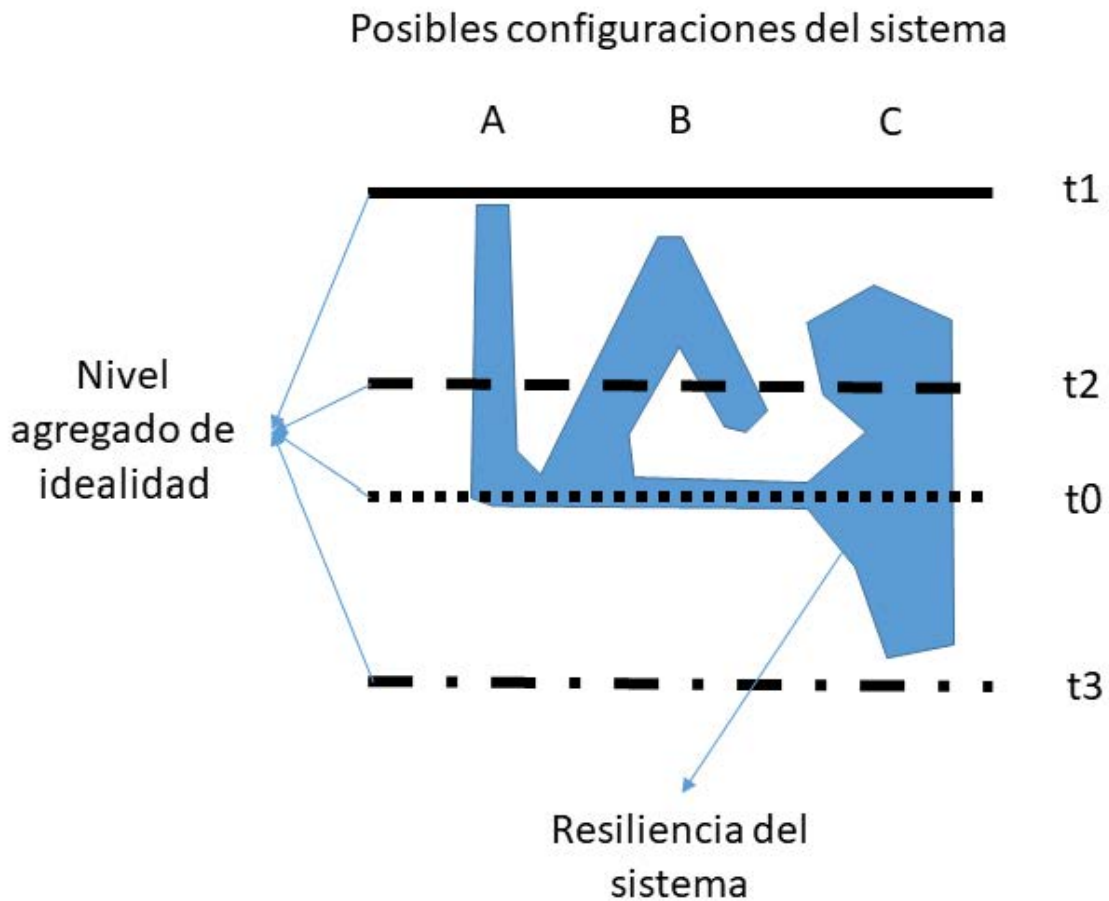 Posibles configuraciones del sistema
A B C
t1
Nivel
agregado de
idealidad
t2
t0
t3
Resiliencia del
sistema